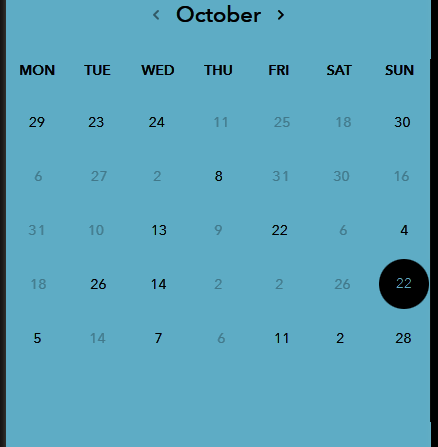 ‹ October ›
MON TUE WED THU FRI SAT SUN
29 23 24 11 25 18 30
6 27 2 8 31 30 16
31 10 13 9 22 6 4
18 26 14 2 2 26 22
5 14 7 6 11 2 28